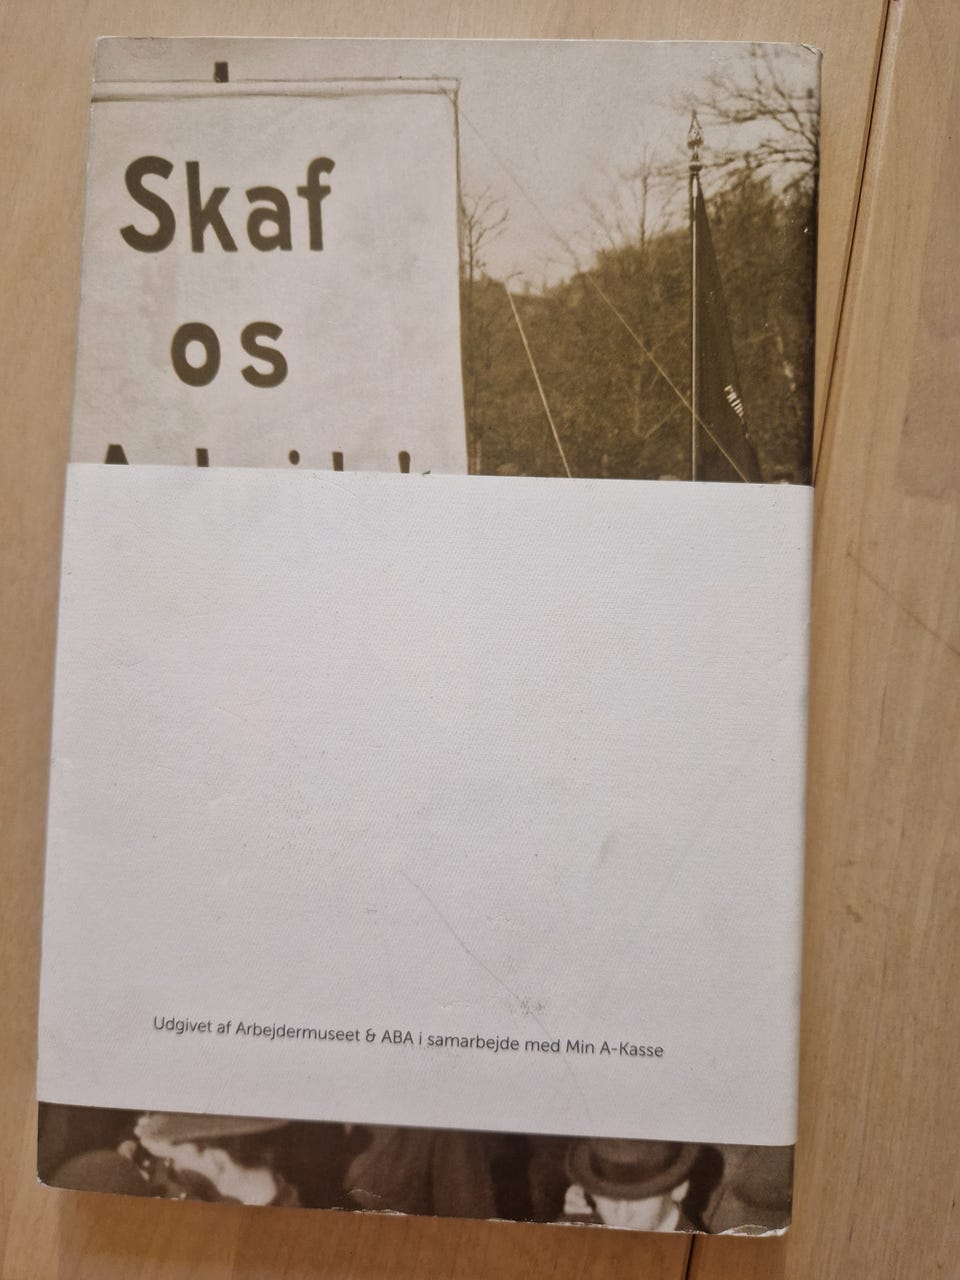 Skaf
os
Udgivet af Arbejdermuseet & ABA i samarbejde med Min A-Kasse